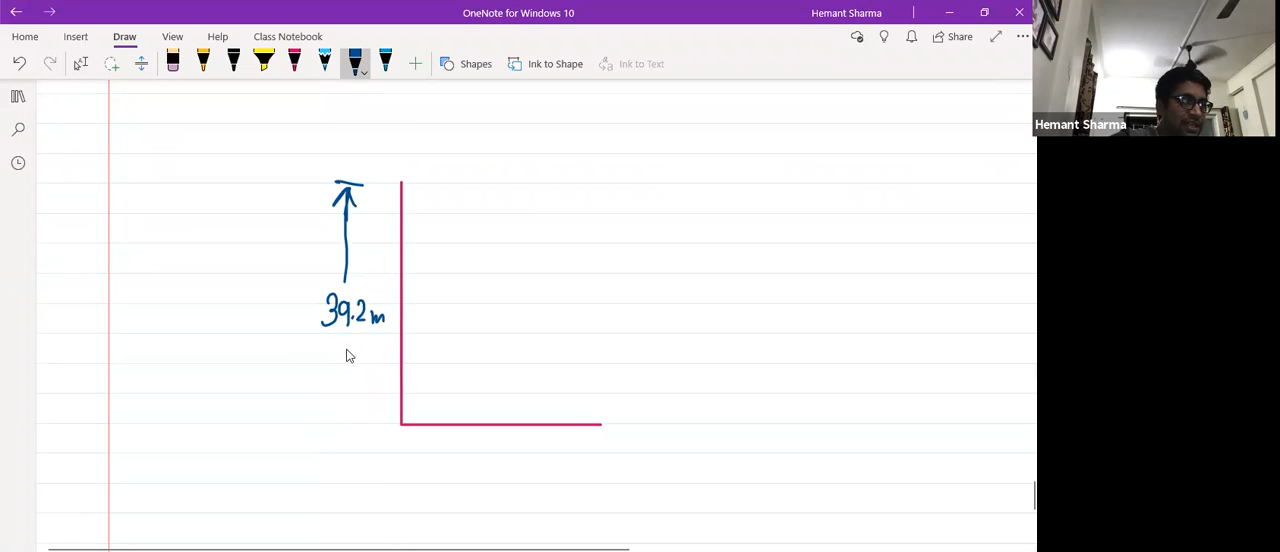 OneNote for Windows 10
Hemant Sharma
Home Insert Draw View Help Class Notebook
Share
Shapes Ink to Shape Ink to Text
Hemant Sharma
39.2 m